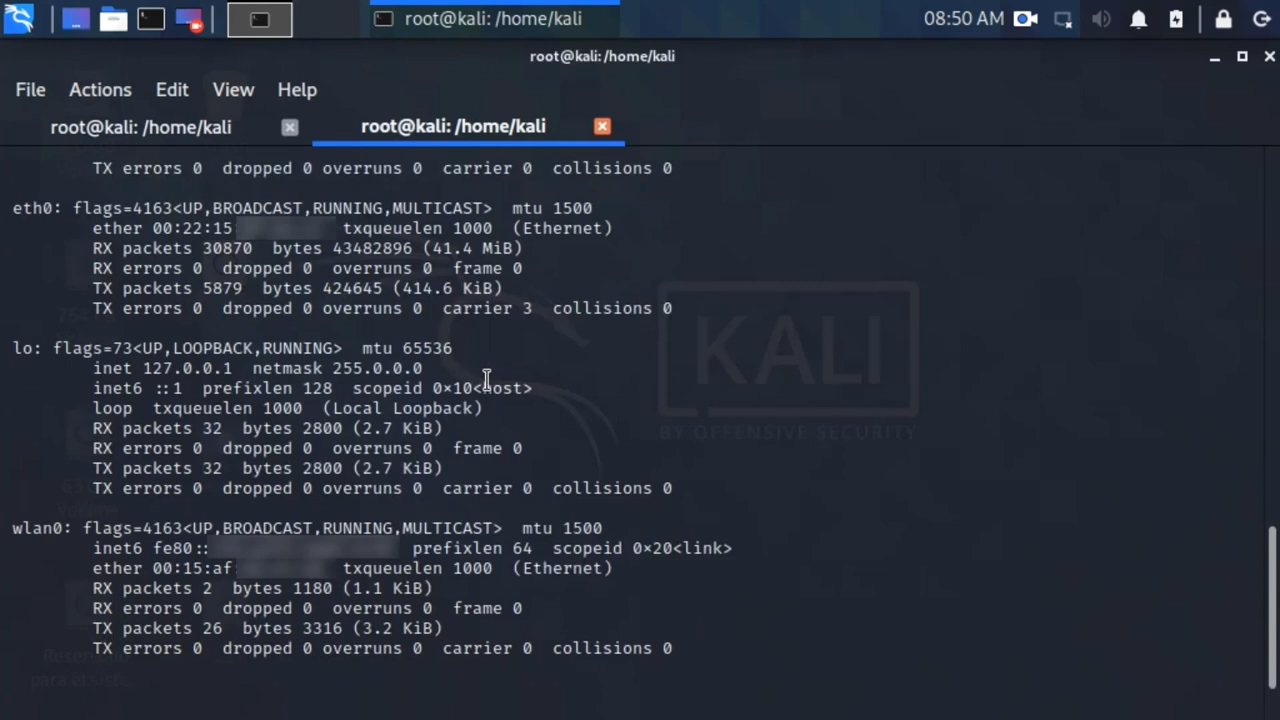 root@kali: /home/kali
08:50 AM
root@kali:/home/kali
File Actions Edit View Help
root@kali: /home/kali
root@kali: /home/kali
TX errors 0  dropped 0 overruns 0  carrier 0  collisions 0
eth0: flags=4163<UP,BROADCAST,RUNNING,MULTICAST>  mtu 1500
ether 00:22:15: txqueuelen 1000  (Ethernet)
RX packets 30870  bytes 43482896 (41.4 MiB)
RX errors 0  dropped 0  overruns 0  frame 0
TX packets 5879  bytes 424645 (414.6 KiB)
TX errors 0  dropped 0 overruns 0  carrier 3  collisions 0
lo: flags=73<UP,LOOPBACK,RUNNING>  mtu 65536
inet 127.0.0.1  netmask 255.0.0.0
inet6 ::1  prefixlen 128  scopeid 0×10<host>
loop  txqueuelen 1000  (Local Loopback)
RX packets 32  bytes 2800 (2.7 KiB)
RX errors 0  dropped 0  overruns 0  frame 0
TX packets 32  bytes 2800 (2.7 KiB)
TX errors 0  dropped 0 overruns 0  carrier 0  collisions 0
wlan0: flags=4163<UP,BROADCAST,RUNNING,MULTICAST>  mtu 1500
inet6 fe80:: prefixlen 64  scopeid 0×20<link>
ether 00:15:af: txqueuelen 1000  (Ethernet)
RX packets 2  bytes 1180 (1.1 KiB)
RX errors 0  dropped 0  overruns 0  frame 0
TX packets 26  bytes 3316 (3.2 KiB)
TX errors 0  dropped 0 overruns 0  carrier 0  collisions 0
KALI
BY OFFENSIVE SECURITY